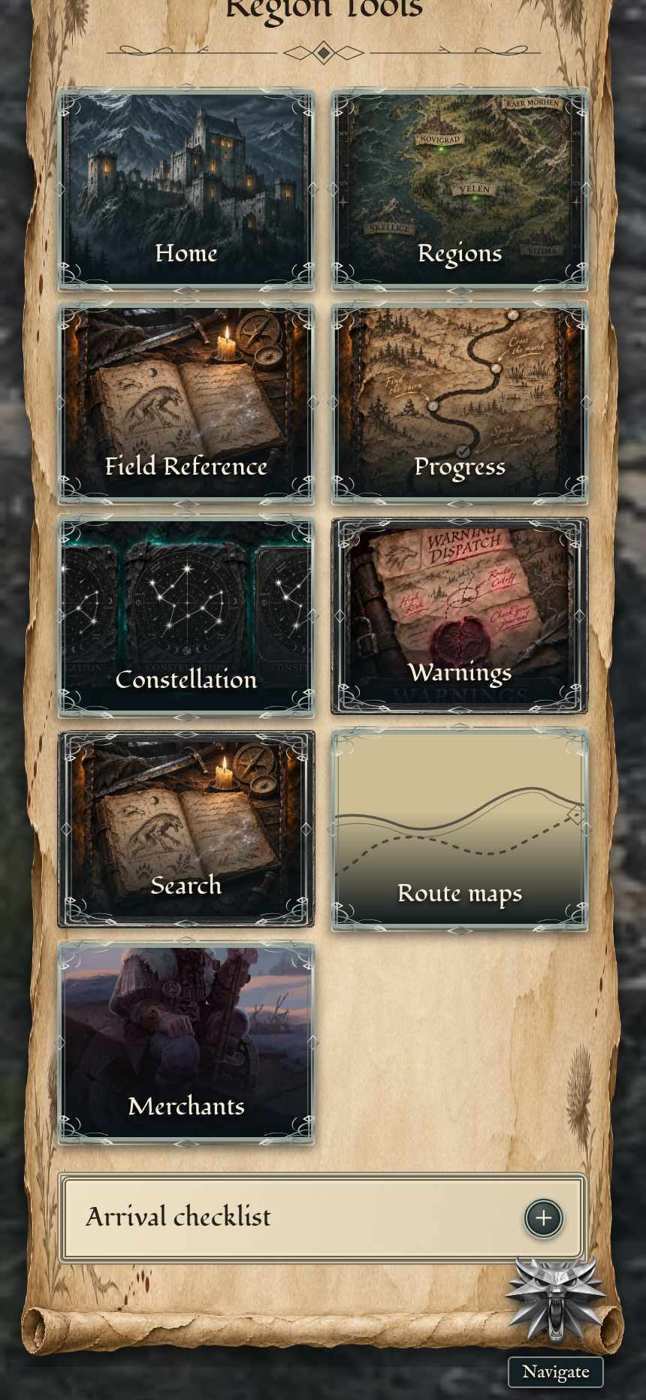 Region Tools
KAER MORHEN
NOVIGRAD
VELEN
SKELLIGE
Home
Regions
Field Reference
Progress
WARNING
DISPATCH
Constellation
Warnings
WARNINGS
Search
Route maps
Merchants
Arrival checklist
+
Navigate